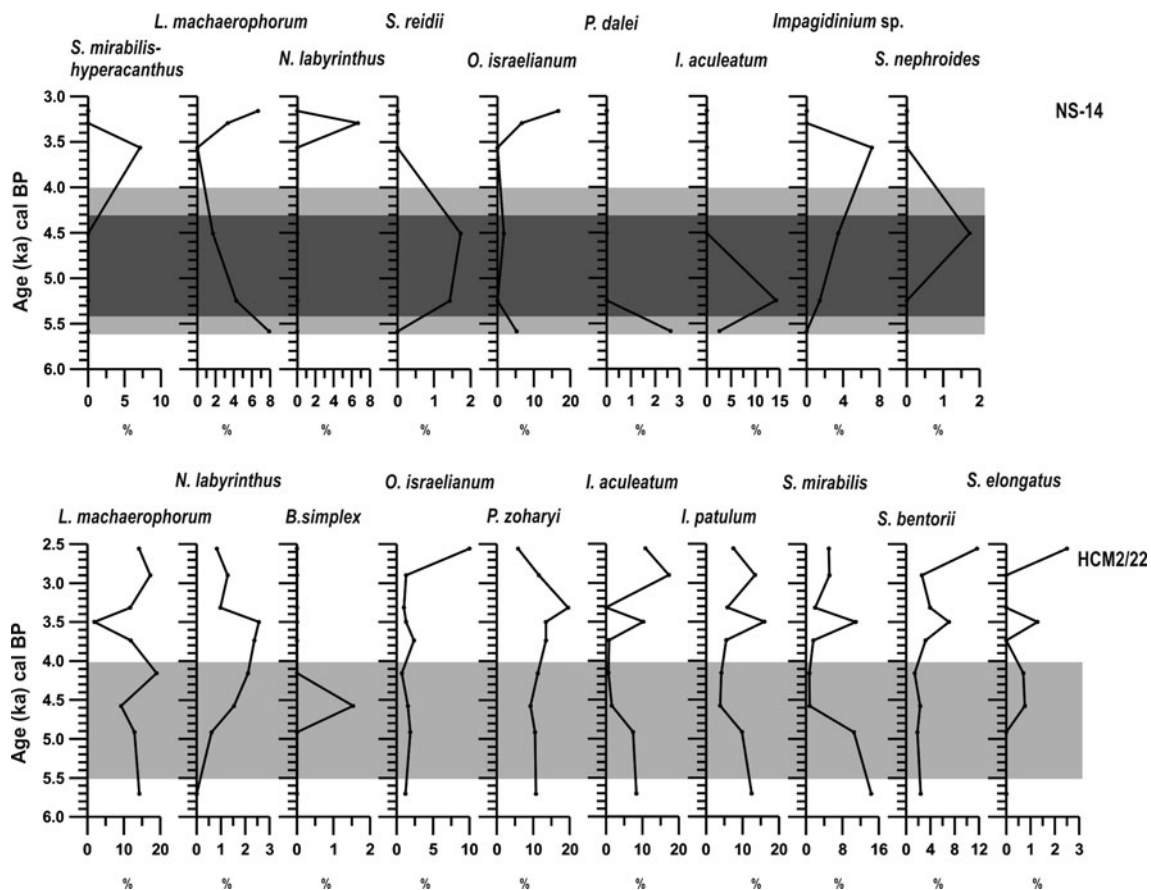 L. machaerophorum S. reidii P. dalei Impagidinium sp.
S. mirabilis-
hyperacanthus N. labyrinthus O. israelianum I. aculeatum S. nephroides
NS-14
Age (ka) cal BP
3.0
3.5
4.0
4.5
5.0
5.5
6.0
0 5 10 0 2 4 6 8 0 2 4 6 8 0 1 2 0 10 20 0 1 2 3 0 5 10 15 0 4 8 0 1 2
% % % % % % % % %
N. labyrinthus O. israelianum I. aculeatum S. mirabilis S. elongatus
L. machaerophorum B.simplex P. zoharyi I. patulum S. bentorii
HCM2/22
Age (ka) cal BP
2.5
3.0
3.5
4.0
4.5
5.0
5.5
6.0
0 10 20 0 1 2 3 0 1 2 0 10 0 10 20 0 10 20 0 10 20 0 8 16 0 4 8 12 0 1 2 3
% % % % % % % % % %